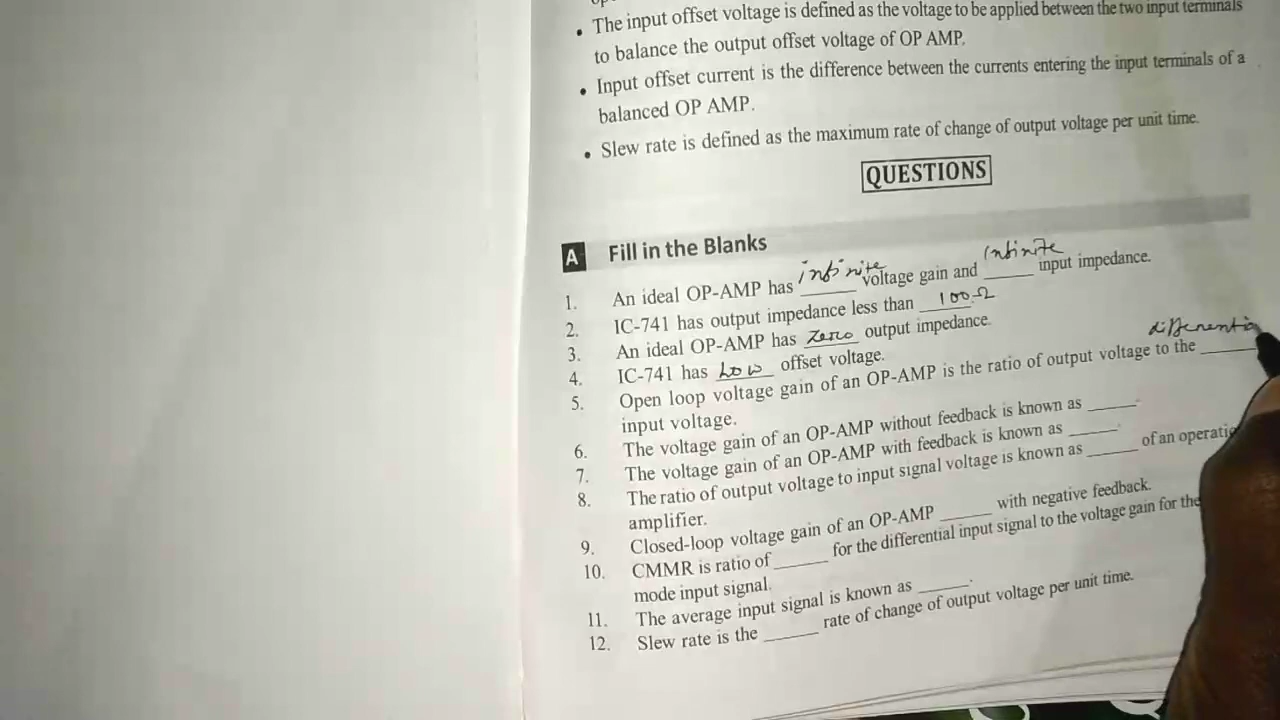 • The input offset voltage is defined as the voltage to be applied between the two input terminals
to balance the output offset voltage of OP AMP.
• Input offset current is the difference between the currents entering the input terminals of a
balanced OP AMP.
• Slew rate is defined as the maximum rate of change of output voltage per unit time.
QUESTIONS
A Fill in the Blanks
1. An ideal OP-AMP has infinite voltage gain and infinite input impedance.
2. IC-741 has output impedance less than 100Ω
3. An ideal OP-AMP has Zero output impedance.
4. IC-741 has Low offset voltage.
5. Open loop voltage gain of an OP-AMP is the ratio of output voltage to the differentia
input voltage.
6. The voltage gain of an OP-AMP without feedback is known as ______.
7. The voltage gain of an OP-AMP with feedback is known as ______.
8. The ratio of output voltage to input signal voltage is known as ______ of an operatio
amplifier.
9. Closed-loop voltage gain of an OP-AMP ______ with negative feedback.
10. CMMR is ratio of ______ for the differential input signal to the voltage gain for the
mode input signal.
11. The average input signal is known as ______.
12. Slew rate is the ______ rate of change of output voltage per unit time.